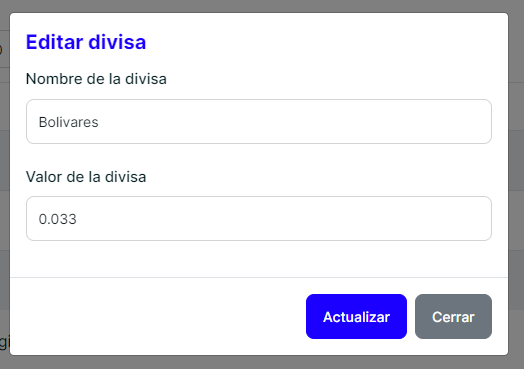 Editar divisa
Nombre de la divisa
Bolivares
Valor de la divisa
0.033
Actualizar
Cerrar